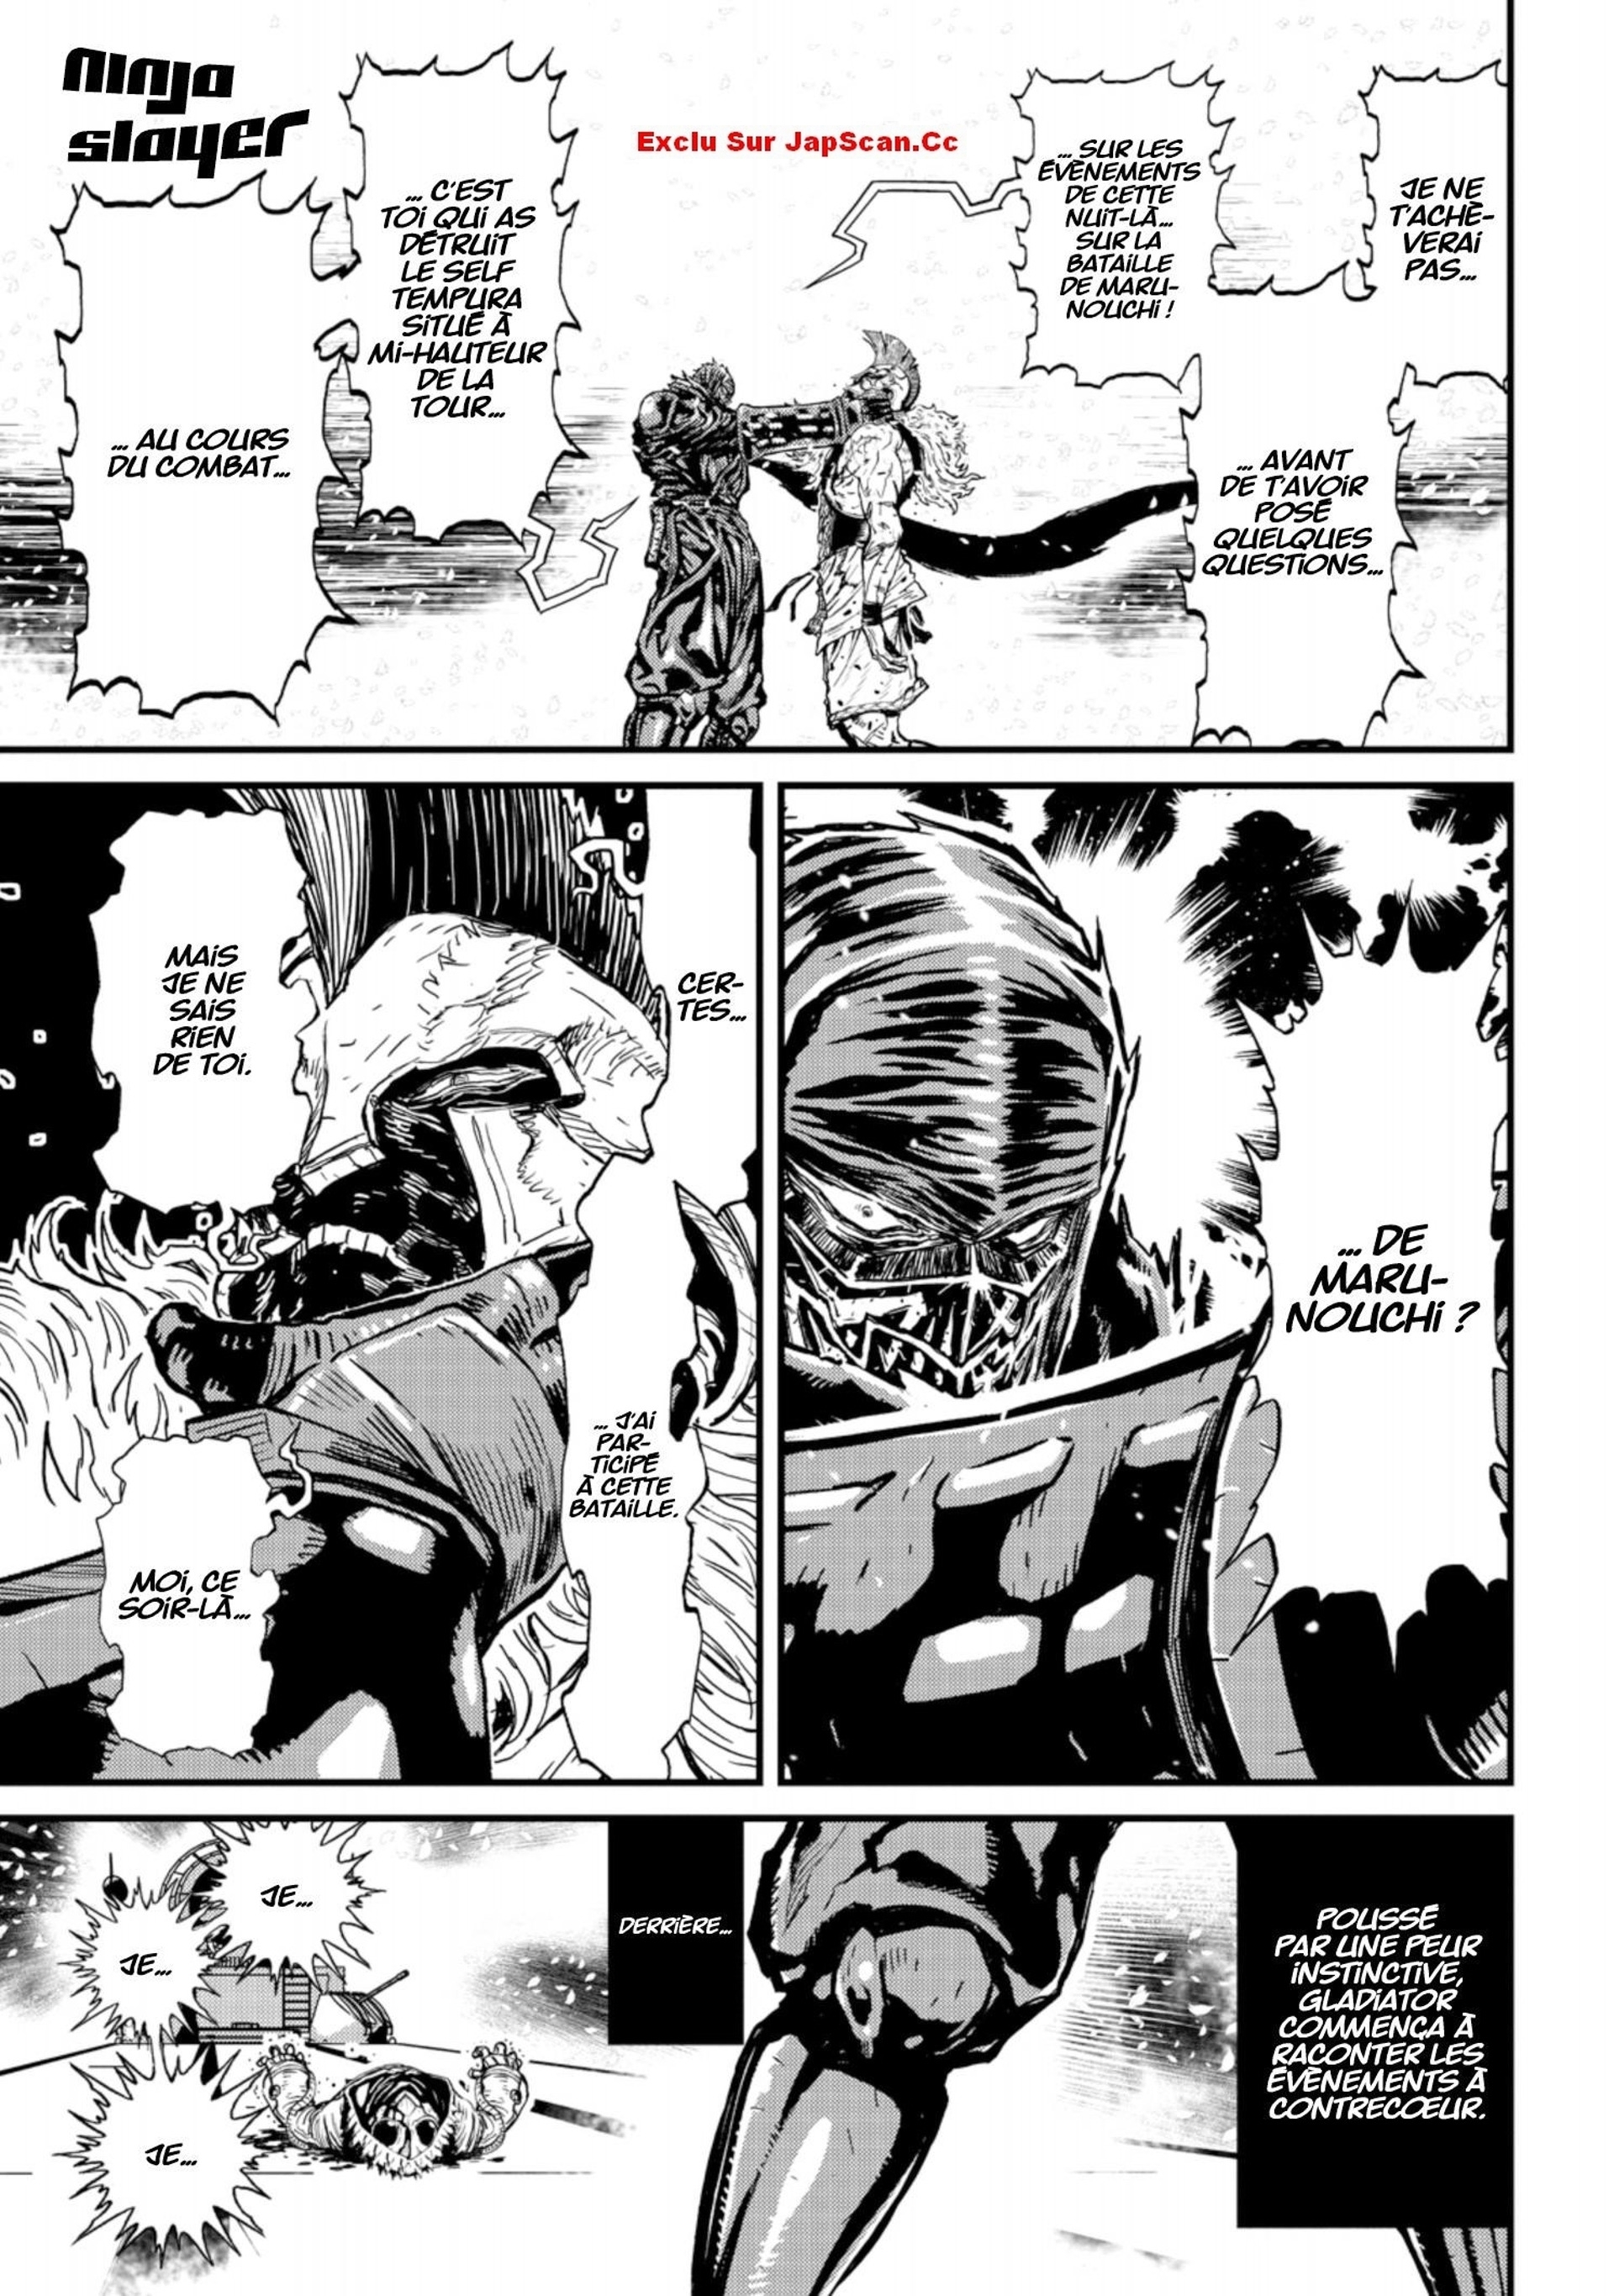 ninja
slayer
Exclu Sur JapScan.Cc
JE NE
T'ACHÈ-
VERAI
PAS...
... AVANT
DE T'AVOIR
POSÉ
QUELQUES
QUESTIONS...
... SUR LES
ÉVÈNEMENTS
DE CETTE
NUIT-LÀ...
SUR LA
BATAILLE
DE MARU-
NOUCHI !
... C'EST
TOI QUI AS
DÉTRUIT
LE SELF
TEMPURA
SITUÉ À
MI-HAUTEUR
DE LA
TOUR...
... AU COURS
DU COMBAT...
... DE
MARU-
NOUCHI ?
CER-
TES...
... J'AI
PAR-
TICIPÉ
À CETTE
BATAILLE.
MAIS
JE NE
SAIS
RIEN
DE TOI.
MOI, CE
SOIR-LÀ...
POUSSÉ
PAR UNE PEUR
INSTINCTIVE,
GLADIATOR
COMMENÇA À
RACONTER LES
ÉVÈNEMENTS À
CONTRECŒUR.
DERRIÈRE...
JE...
JE...
JE...